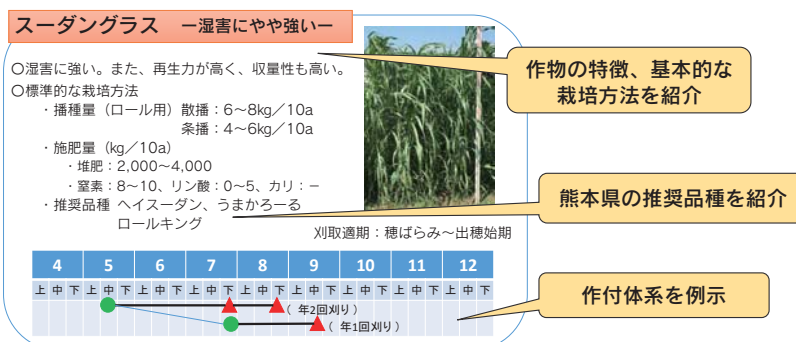 スーダングラス ー湿害にやや強いー
〇湿害に強い。また、再生力が高く、収量性も高い。
〇標準的な栽培方法
・播種量（ロール用）散播：6～8kg／10a
条播：4～6kg／10a
・施肥量（kg／10a）
・堆肥：2,000～4,000
・窒素：8～10、リン酸：0～5、カリ：－
・推奨品種 ヘイスーダン、うまかろーる
ロールキング
刈取適期：穂ばらみ～出穂始期
作物の特徴、基本的な
栽培方法を紹介
熊本県の推奨品種を紹介
4 5 6 7 8 9 10 11 12
上 中 下 上 中 下 上 中 下 上 中 下 上 中 下 上 中 下 上 中 下 上 中 下 上 中 下
（ 年2回刈り）
（ 年1回刈り）
作付体系を例示